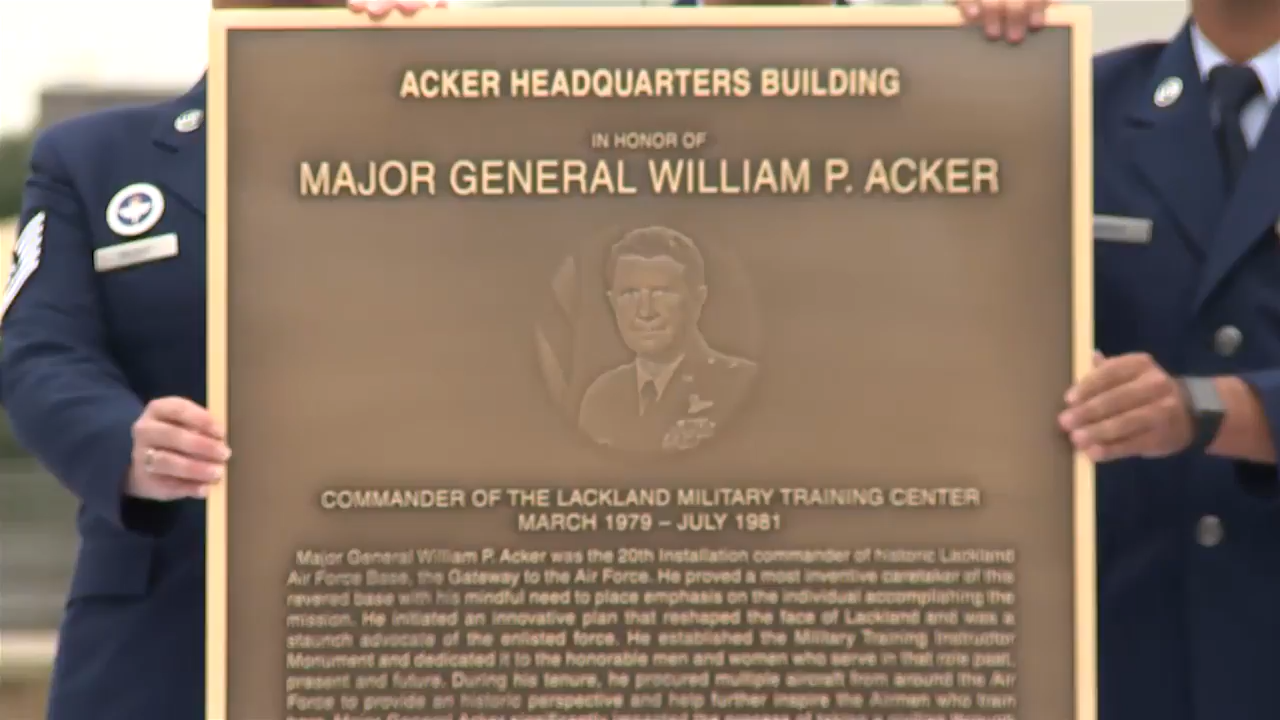 ACKER HEADQUARTERS BUILDING
IN HONOR OF
MAJOR GENERAL WILLIAM P. ACKER
COMMANDER OF THE LACKLAND MILITARY TRAINING CENTER
MARCH 1979 – JULY 1981
Major General William P. Acker was the 20th installation commander of historic Lackland
Air Force Base, the Gateway to the Air Force. He proved a most inventive caretaker of this
revered base with his mindful need to place emphasis on the individual accomplishing the
mission. He initiated an innovative plan that reshaped the face of Lackland and was a
staunch advocate of the enlisted force. He established the Military Training Instructor
Monument and dedicated it to the honorable men and women who serve in that role past,
present and future. During his tenure, he procured multiple aircraft from around the Air
Force to provide an historic perspective and help further inspire the Airmen who train